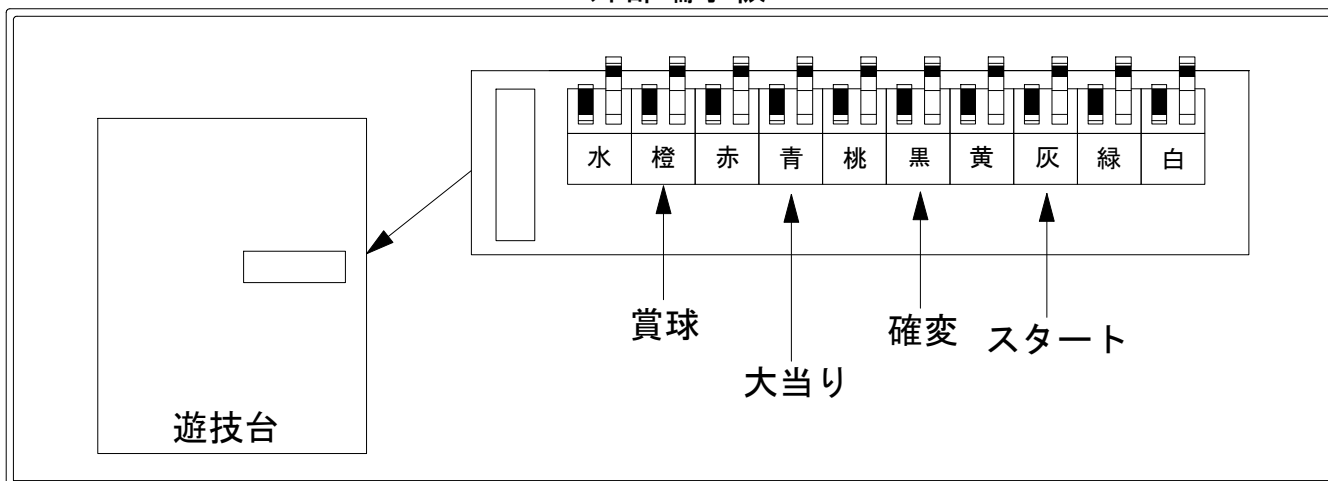 水 橙 赤 青 桃 黒 黄 灰 緑 白
賞球
大当り
確変
スタート
遊技台